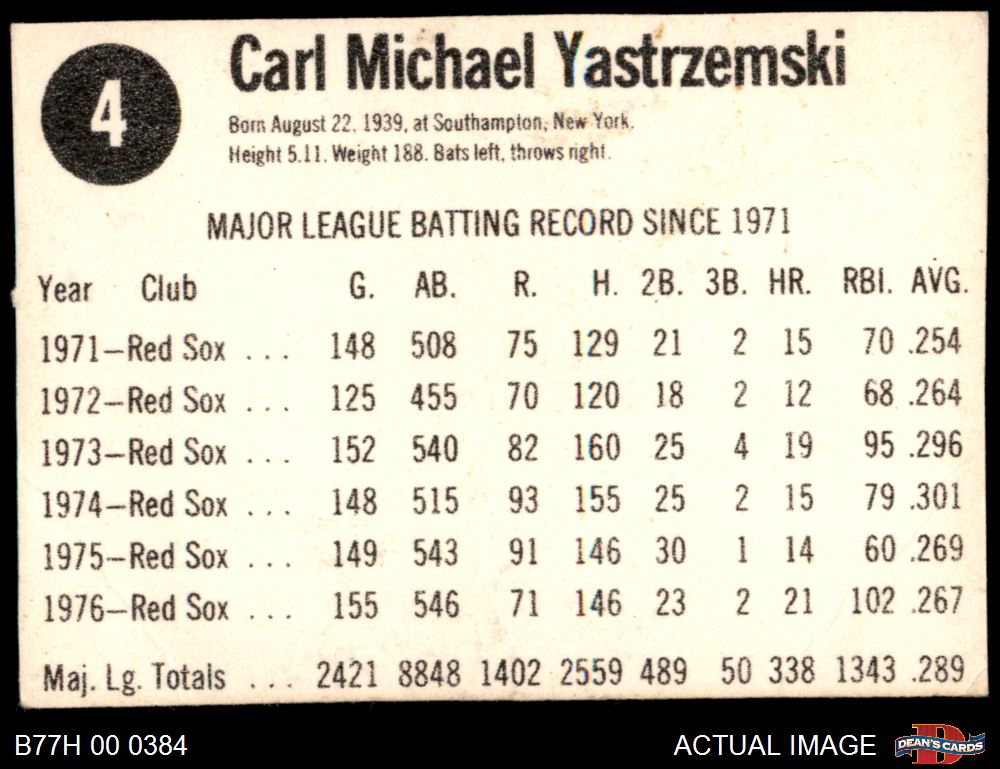 4
Carl Michael Yastrzemski
Born August 22, 1939, at Southampton, New York.
Height 5.11. Weight 188. Bats left, throws right.
MAJOR LEAGUE BATTING RECORD SINCE 1971
Year Club G. AB. R. H. 2B. 3B. HR. RBI. AVG.
1971—Red Sox ... 148 508 75 129 21 2 15 70 .254
1972—Red Sox ... 125 455 70 120 18 2 12 68 .264
1973—Red Sox ... 152 540 82 160 25 4 19 95 .296
1974—Red Sox ... 148 515 93 155 25 2 15 79 .301
1975—Red Sox ... 149 543 91 146 30 1 14 60 .269
1976—Red Sox ... 155 546 71 146 23 2 21 102 .267
Maj. Lg. Totals ... 2421 8848 1402 2559 489 50 338 1343 .289
B77H 00 0384 ACTUAL IMAGE D DEAN'S CARDS